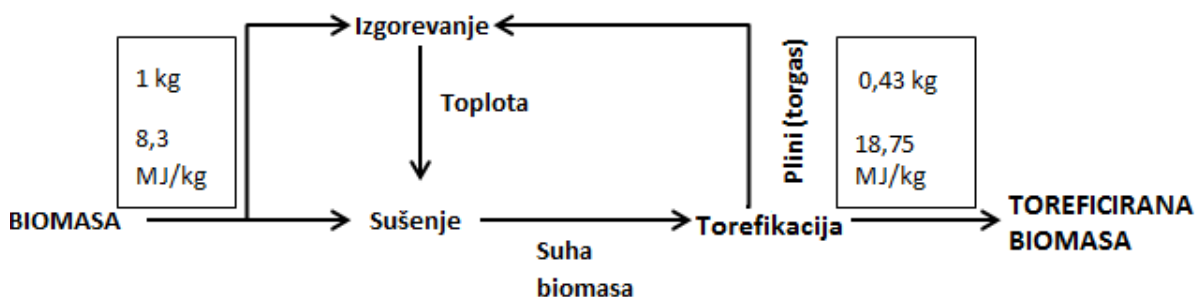 Izgorevanje
1 kg
8,3
MJ/kg
Toplota
Plini (torgas)
0,43 kg
18,75
MJ/kg
BIOMASA
Sušenje
Suha
biomasa
Torefikacija
TOREFICIRANA
BIOMASA